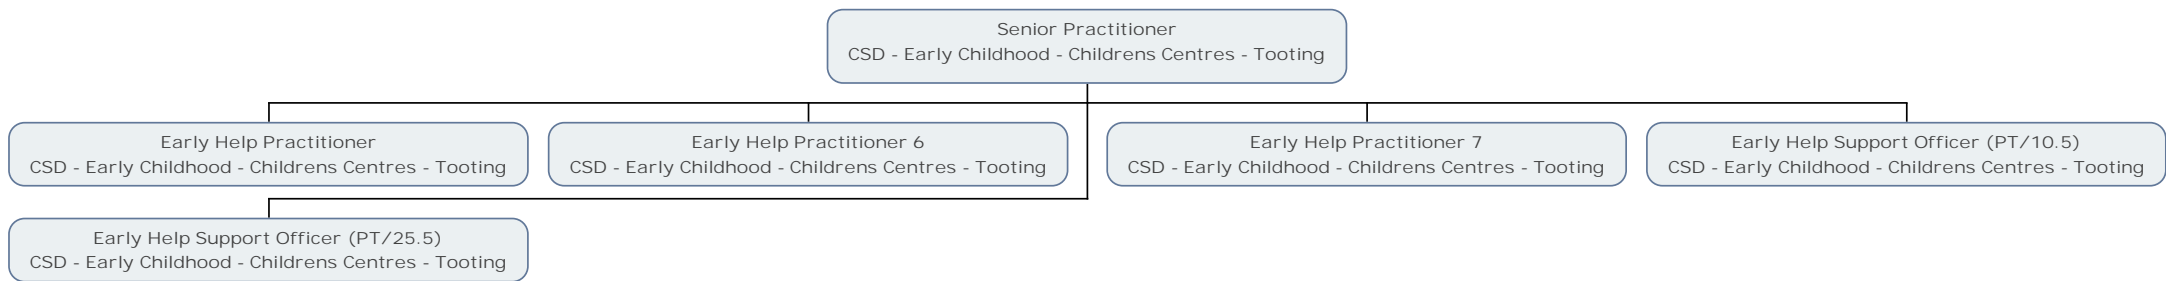 Senior Practitioner
CSD - Early Childhood - Childrens Centres - Tooting
Early Help Practitioner
CSD - Early Childhood - Childrens Centres - Tooting
Early Help Practitioner 6
CSD - Early Childhood - Childrens Centres - Tooting
Early Help Practitioner 7
CSD - Early Childhood - Childrens Centres - Tooting
Early Help Support Officer (PT/10.5)
CSD - Early Childhood - Childrens Centres - Tooting
Early Help Support Officer (PT/25.5)
CSD - Early Childhood - Childrens Centres - Tooting